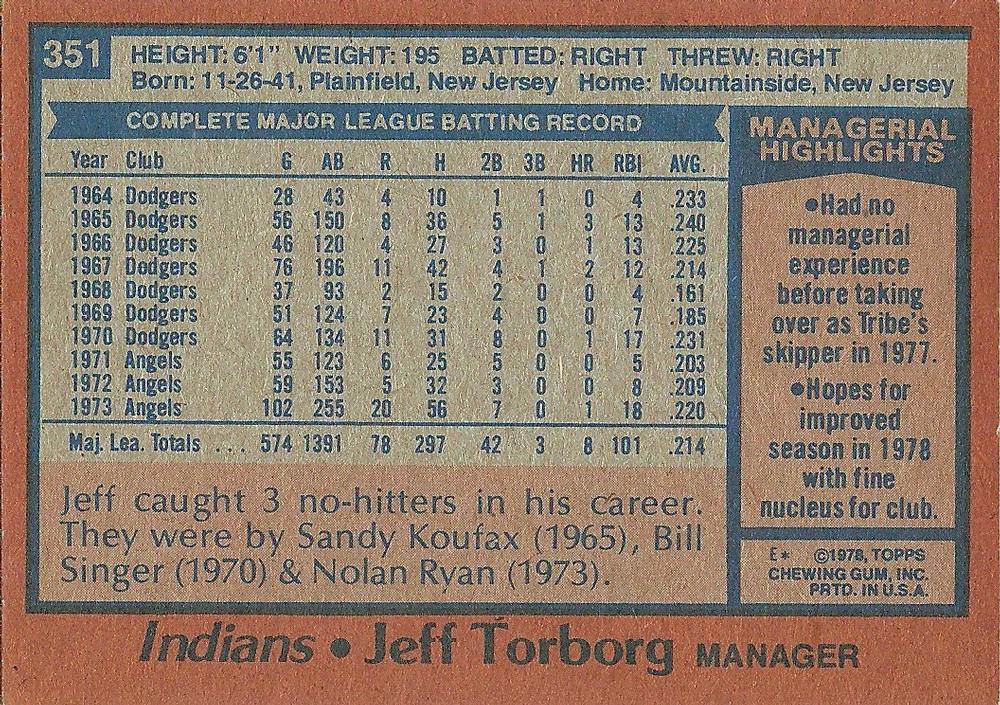 351
HEIGHT: 6'1" WEIGHT: 195 BATTED: RIGHT THREW: RIGHT
Born: 11-26-41, Plainfield, New Jersey Home: Mountainside, New Jersey
COMPLETE MAJOR LEAGUE BATTING RECORD
Year Club G AB R H 2B 3B HR RBI AVG.
1964 Dodgers 28 43 4 10 1 1 0 4 .233
1965 Dodgers 56 150 8 36 5 1 3 13 .240
1966 Dodgers 46 120 4 27 3 0 1 13 .225
1967 Dodgers 76 196 11 42 4 1 2 12 .214
1968 Dodgers 37 93 2 15 2 0 0 4 .161
1969 Dodgers 51 124 7 23 4 0 0 7 .185
1970 Dodgers 64 134 11 31 8 0 1 17 .231
1971 Angels 55 123 6 25 5 0 0 5 .203
1972 Angels 59 153 5 32 3 0 0 8 .209
1973 Angels 102 255 20 56 7 0 1 18 .220
Maj. Lea. Totals ... 574 1391 78 297 42 3 8 101 .214
Jeff caught 3 no-hitters in his career.
They were by Sandy Koufax (1965), Bill
Singer (1970) & Nolan Ryan (1973).
MANAGERIAL
HIGHLIGHTS
•Had no
managerial
experience
before taking
over as Tribe's
skipper in 1977.
•Hopes for
improved
season in 1978
with fine
nucleus for club.
E* ©1978, TOPPS
CHEWING GUM, INC.
PRTD. IN U.S.A.
Indians • Jeff Torborg MANAGER